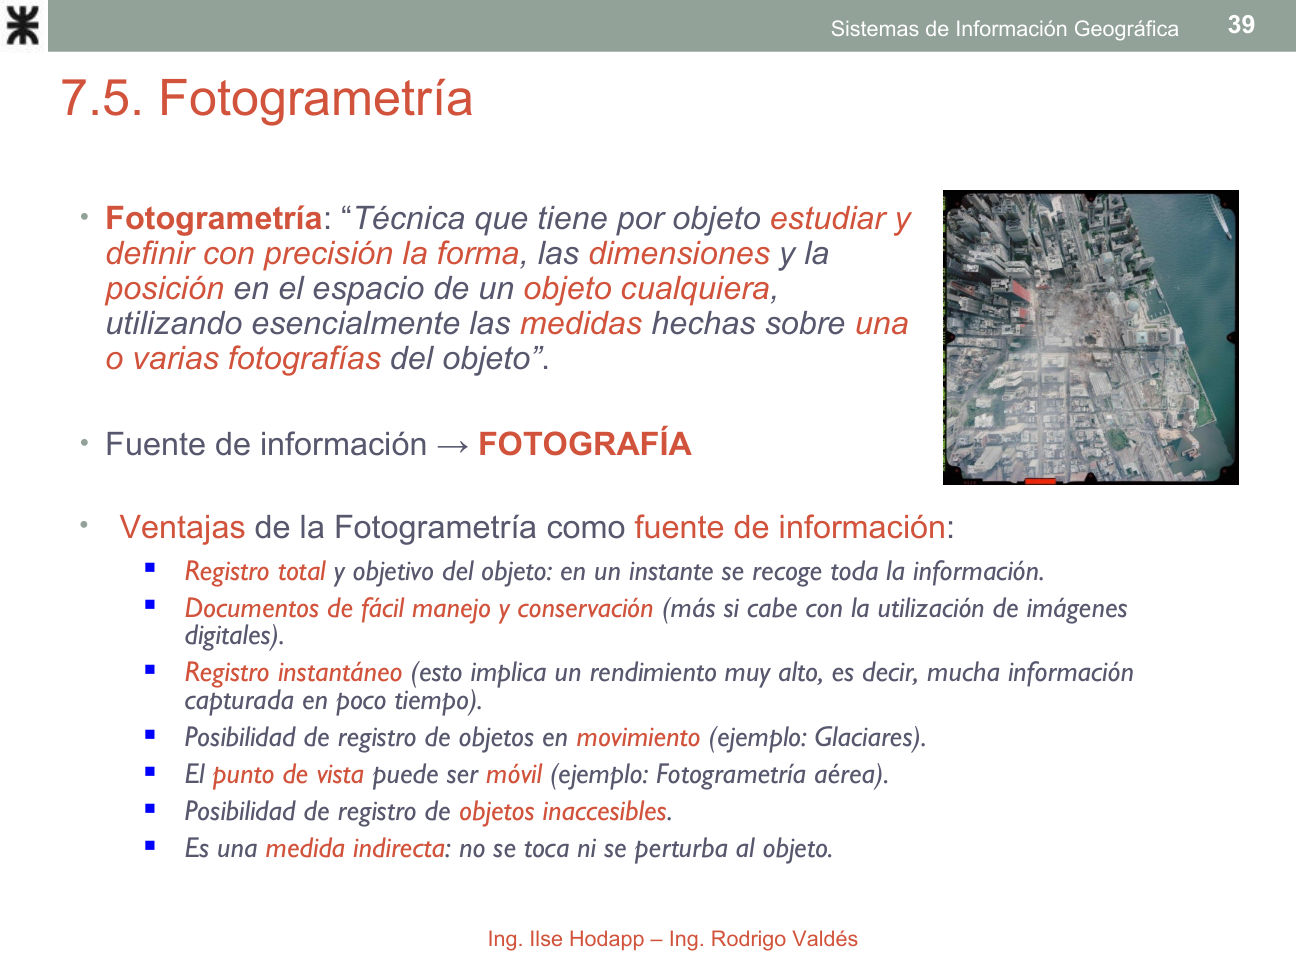 Sistemas de Información Geográfica 39
7.5. Fotogrametría
• Fotogrametría: “Técnica que tiene por objeto estudiar y
definir con precisión la forma, las dimensiones y la
posición en el espacio de un objeto cualquiera,
utilizando esencialmente las medidas hechas sobre una
o varias fotografías del objeto”.
• Fuente de información → FOTOGRAFÍA
• Ventajas de la Fotogrametría como fuente de información:
▪ Registro total y objetivo del objeto: en un instante se recoge toda la información.
▪ Documentos de fácil manejo y conservación (más si cabe con la utilización de imágenes
digitales).
▪ Registro instantáneo (esto implica un rendimiento muy alto, es decir, mucha información
capturada en poco tiempo).
▪ Posibilidad de registro de objetos en movimiento (ejemplo: Glaciares).
▪ El punto de vista puede ser móvil (ejemplo: Fotogrametría aérea).
▪ Posibilidad de registro de objetos inaccesibles.
▪ Es una medida indirecta: no se toca ni se perturba al objeto.
Ing. Ilse Hodapp – Ing. Rodrigo Valdés